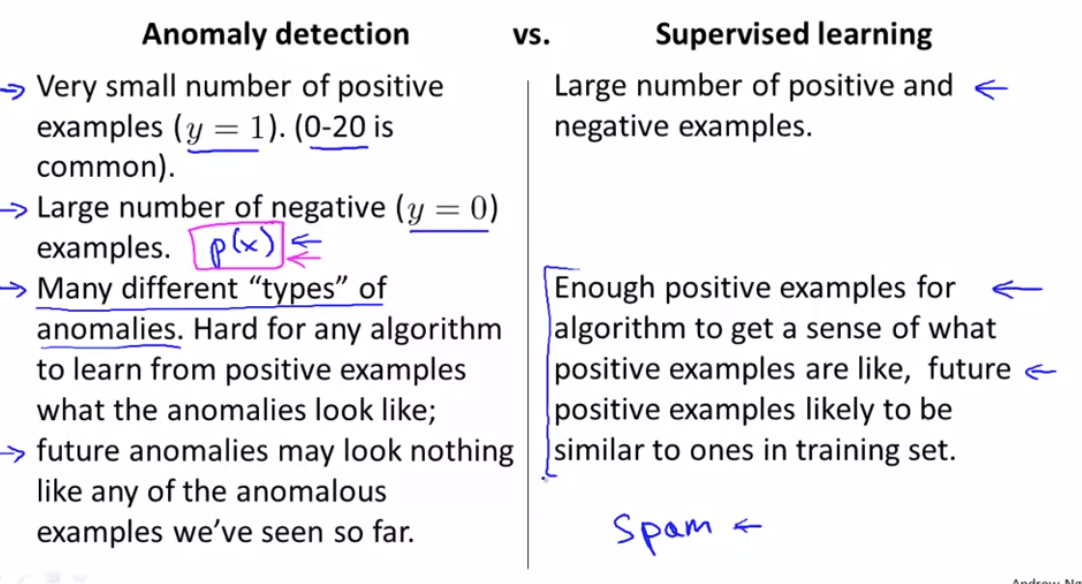 Anomaly detection vs. Supervised learning
→ Very small number of positive
examples (y = 1). (0-20 is
common).
→ Large number of negative (y = 0)
examples. p(x) ←
→ Many different “types” of
anomalies. Hard for any algorithm
to learn from positive examples
what the anomalies look like;
→ future anomalies may look nothing
like any of the anomalous
examples we’ve seen so far.
Large number of positive and ←
negative examples.
Enough positive examples for ←
algorithm to get a sense of what
positive examples are like, future ←
positive examples likely to be
similar to ones in training set.
Spam ←